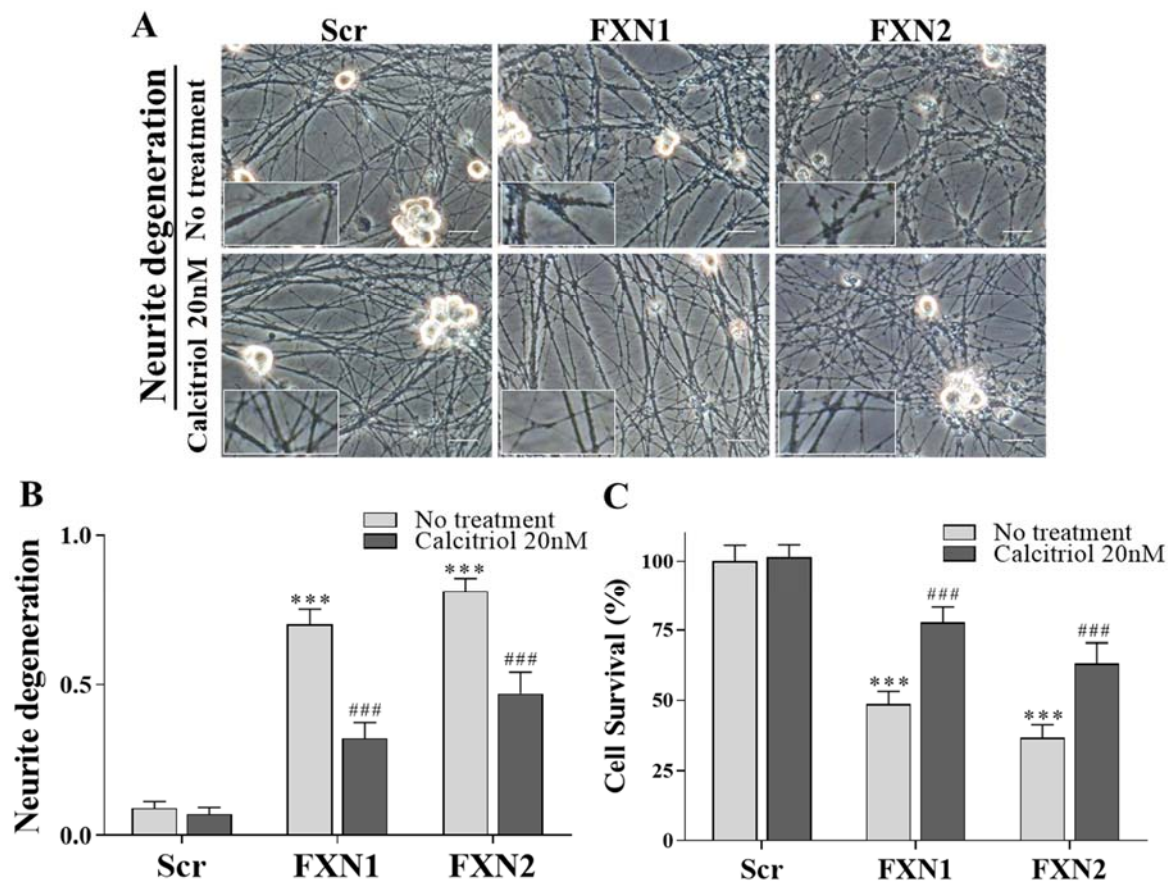 A
Scr FXN1 FXN2
Neurite degeneration
No treatment
Calcitriol 20nM
B
No treatment
Calcitriol 20nM
Neurite degeneration
1.0
0.5
0.0
***
###
***
###
Scr FXN1 FXN2
C
No treatment
Calcitriol 20nM
Cell Survival (%)
100
75
50
25
0
***
###
***
###
Scr FXN1 FXN2